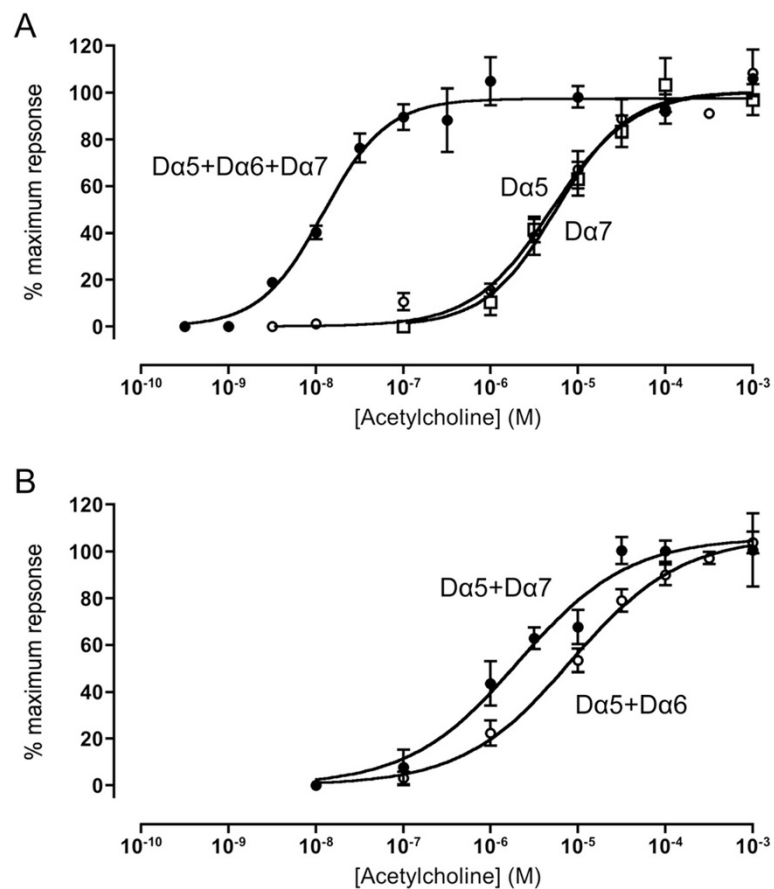 A
% maximum repsonse
120
100
80
60
40
20
0
Dα5+Dα6+Dα7
Dα5
Dα7
10-10 10-9 10-8 10-7 10-6 10-5 10-4 10-3
[Acetylcholine] (M)
B
% maximum repsonse
120
100
80
60
40
20
0
Dα5+Dα7
Dα5+Dα6
10-10 10-9 10-8 10-7 10-6 10-5 10-4 10-3
[Acetylcholine] (M)